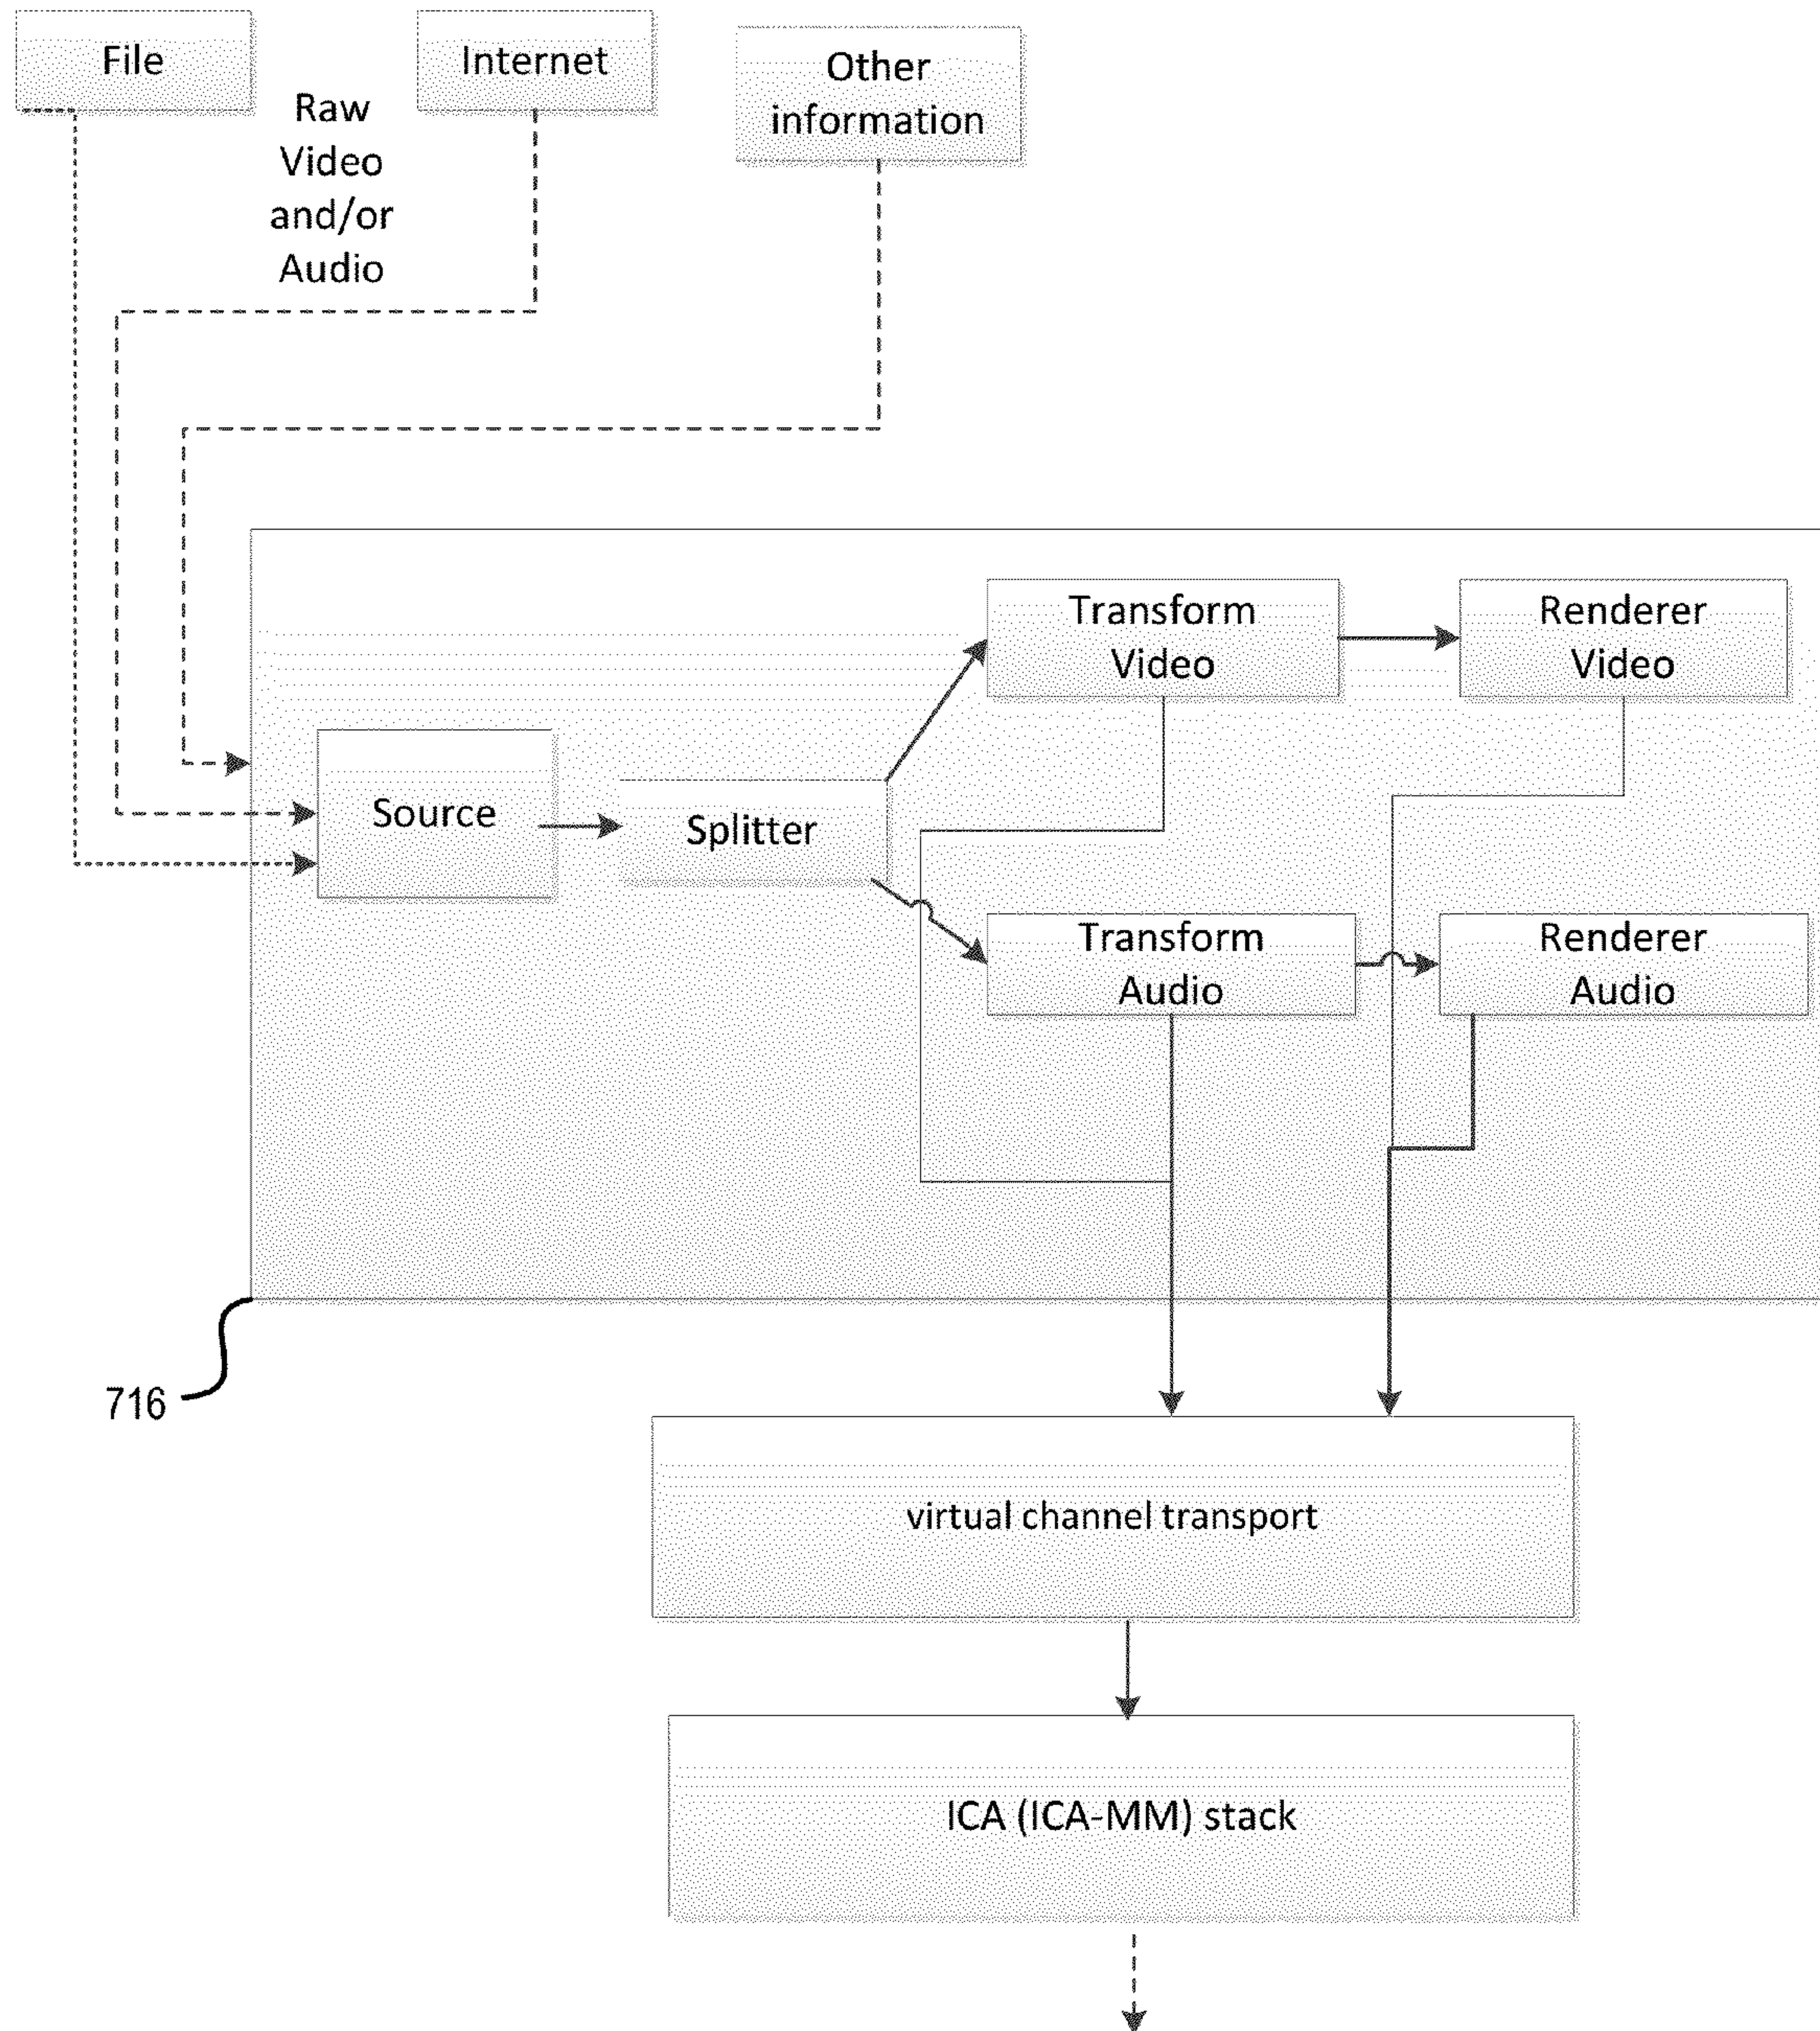 File
Internet
Other
information
Raw
Video
and/or
Audio
Transform
Video
Renderer
Video
Source
Splitter
Transform
Audio
Renderer
Audio
716
virtual channel transport
ICA (ICA-MM) stack